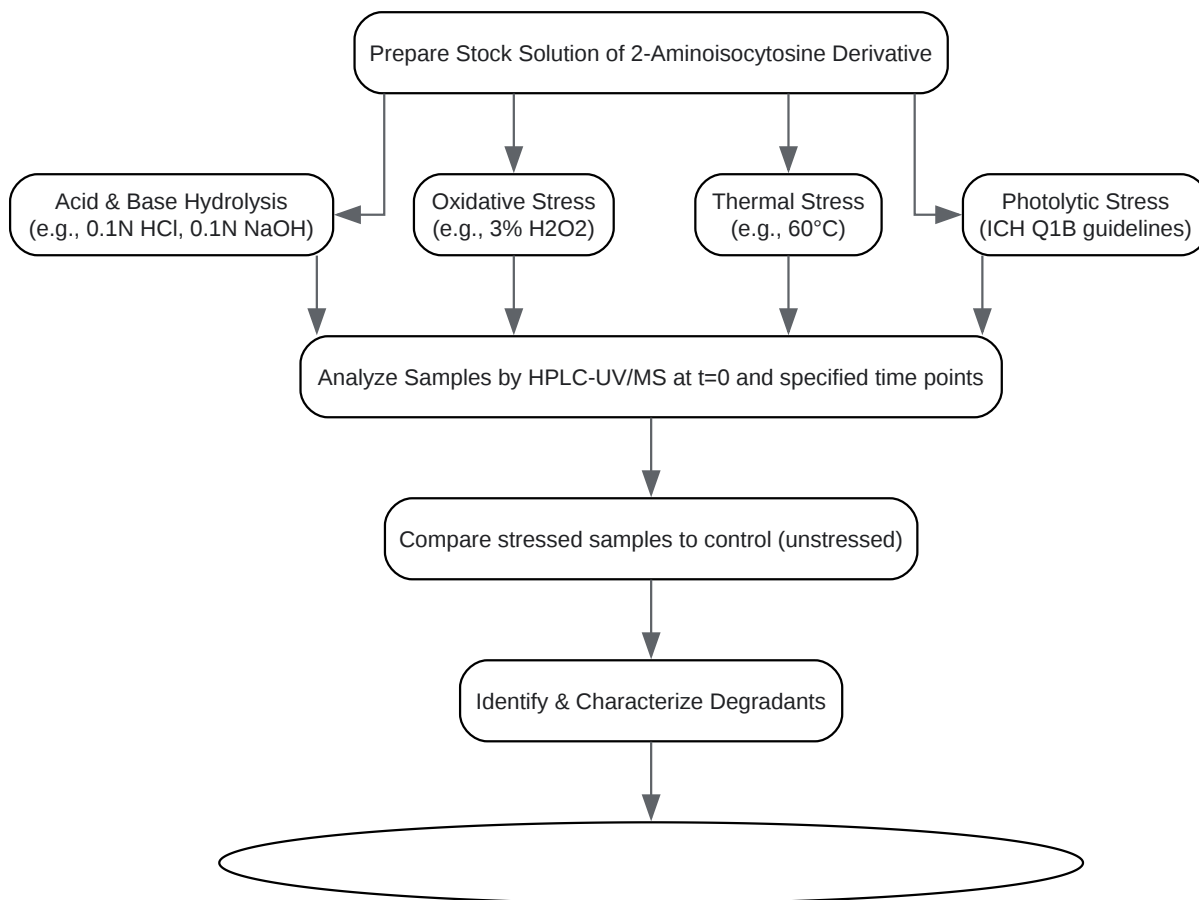 Prepare Stock Solution of 2-Aminoisocytosine Derivative
Acid & Base Hydrolysis
(e.g., 0.1N HCl, 0.1N NaOH)
Oxidative Stress
(e.g., 3% H2O2)
Thermal Stress
(e.g., 60°C)
Photolytic Stress
(ICH Q1B guidelines)
Analyze Samples by HPLC-UV/MS at t=0 and specified time points
Compare stressed samples to control (unstressed)
Identify & Characterize Degradants